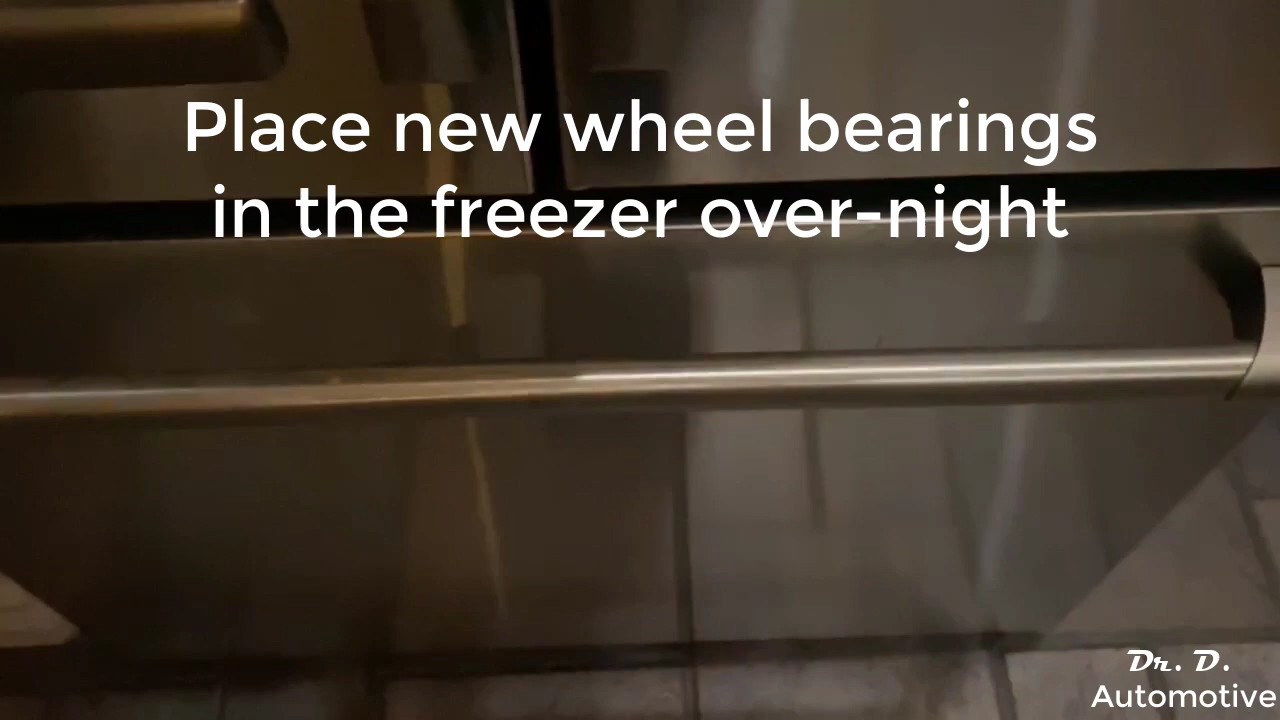 Place new wheel bearings
in the freezer over-night
Dr. D.
Automotive